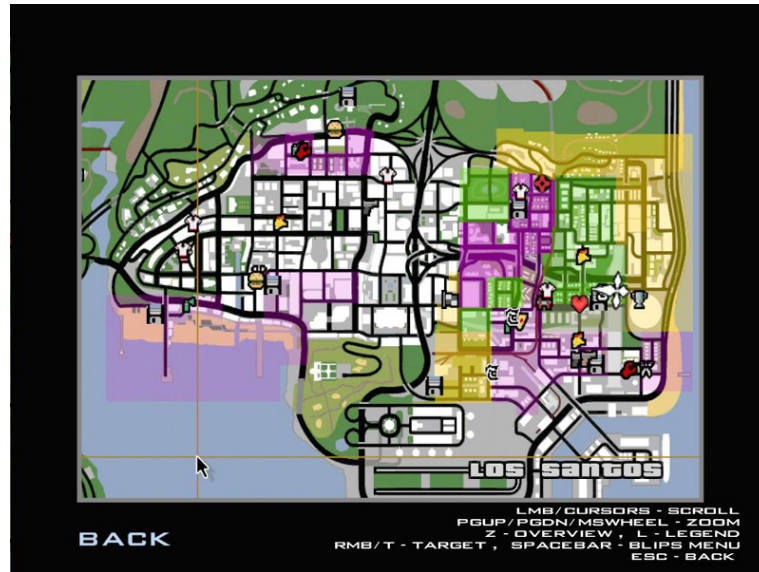 Los Santos
LMB/CURSORS - SCROLL
PGUP/PGDN/MSWHEEL - ZOOM
Z - OVERVIEW , L - LEGEND
RMB/T - TARGET , SPACEBAR - BLIPS MENU
ESC - BACK
BACK